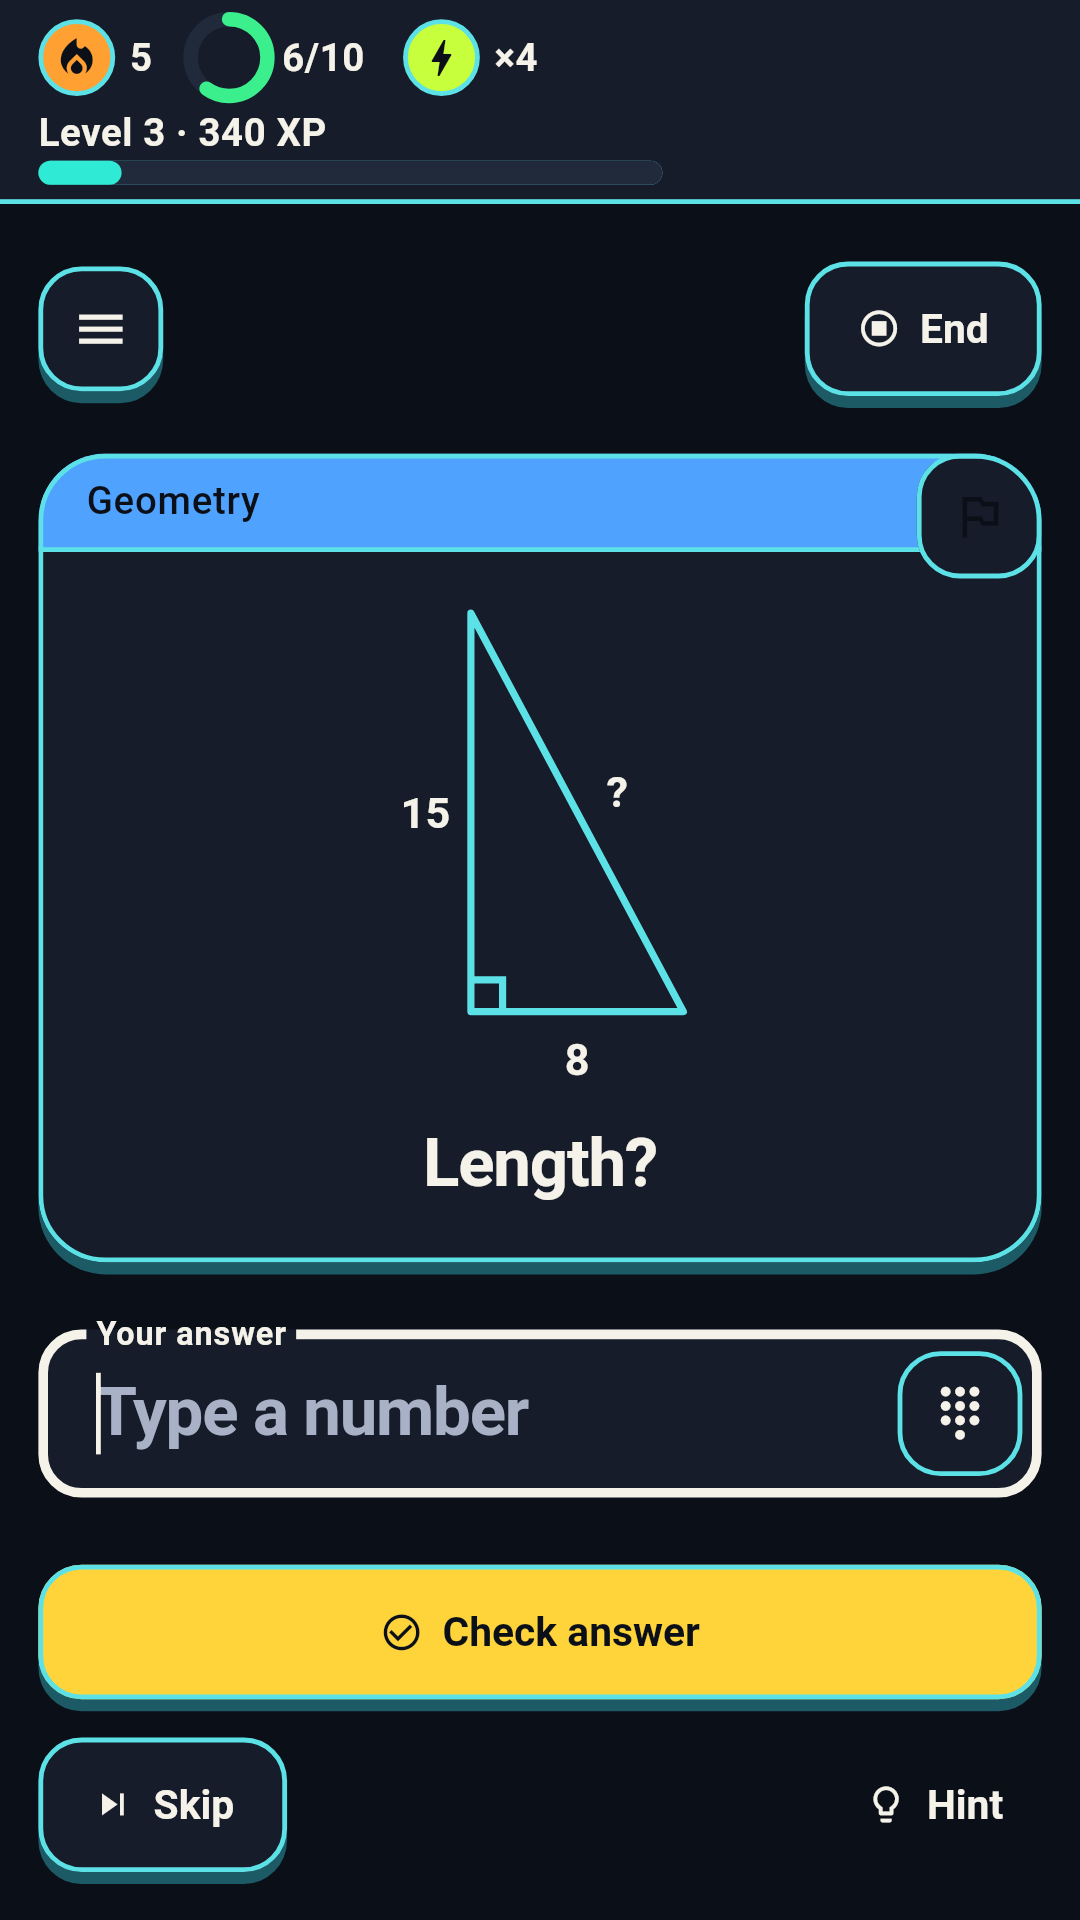 5 6/10 ×4
Level 3 · 340 XP
End
Geometry
15
?
8
Length?
Your answer
Type a number
Check answer
Skip
Hint